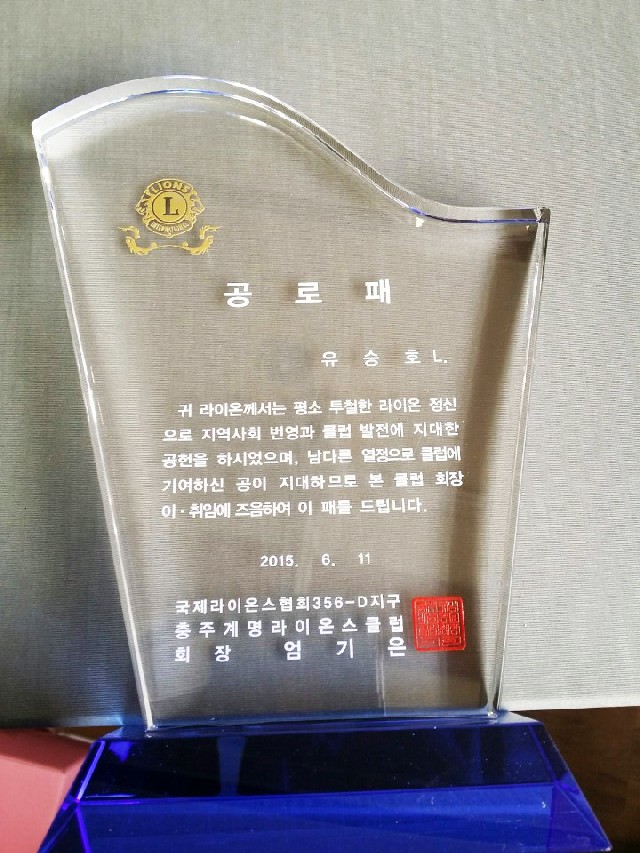 LIONS
L
INTERNATIONAL
공 로 패
유 승 호 L.
귀 라이온께서는 평소 투철한 라이온 정신
으로 지역사회 번영과 클럽 발전에 지대한
공헌을 하시었으며, 남다른 열정으로 클럽에
기여하신 공이 지대하므로 본 클럽 회장
이·취임에 즈음하여 이 패를 드립니다.
2015. 6. 11
국제라이온스협회356-D지구
충주계명라이온스클럽
회 장 엄 기 은